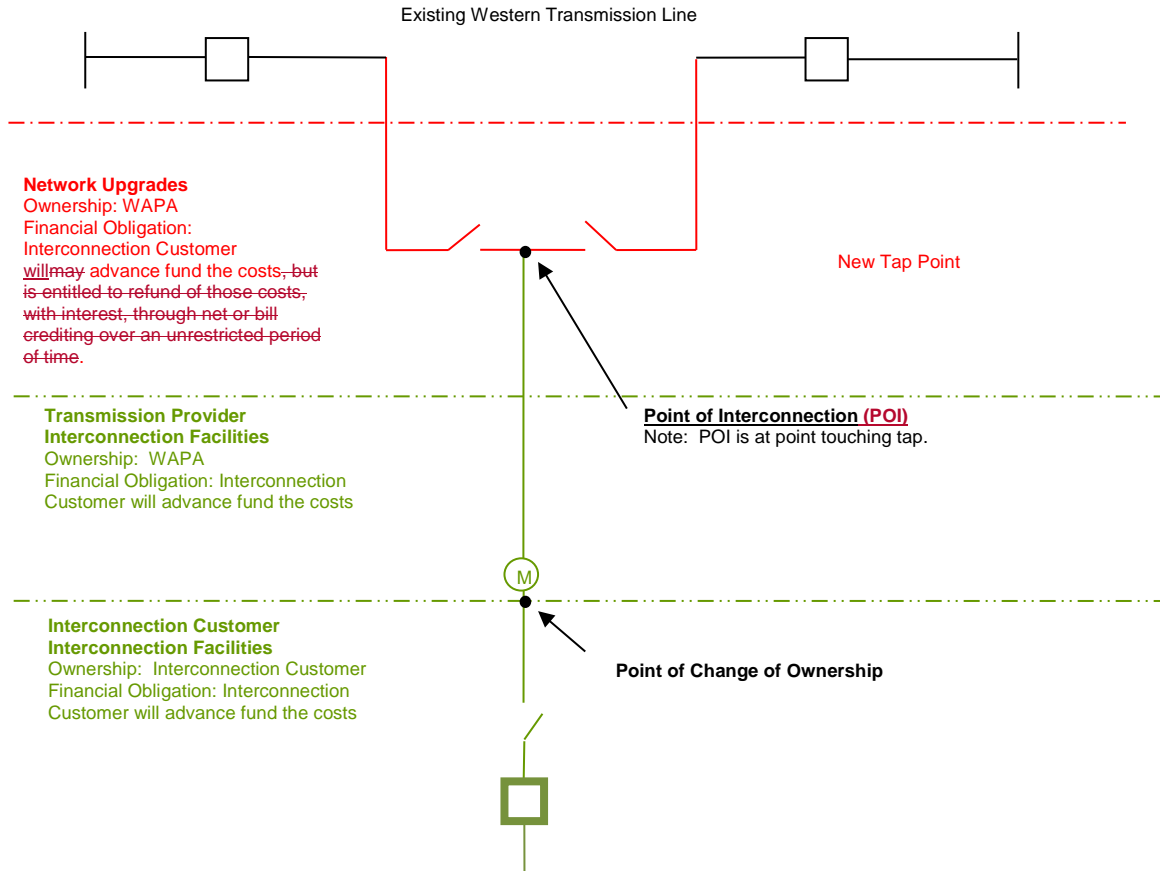 Existing Western Transmission Line
Network Upgrades
Ownership: WAPA
Financial Obligation:
Interconnection Customer
willmay advance fund the costs, but
is entitled to refund of those costs,
with interest, through net or bill
crediting over an unrestricted period
of time.
New Tap Point
Transmission Provider
Interconnection Facilities
Ownership: WAPA
Financial Obligation: Interconnection
Customer will advance fund the costs
Point of Interconnection (POI)
Note: POI is at point touching tap.
M
Interconnection Customer
Interconnection Facilities
Ownership: Interconnection Customer
Financial Obligation: Interconnection
Customer will advance fund the costs
Point of Change of Ownership